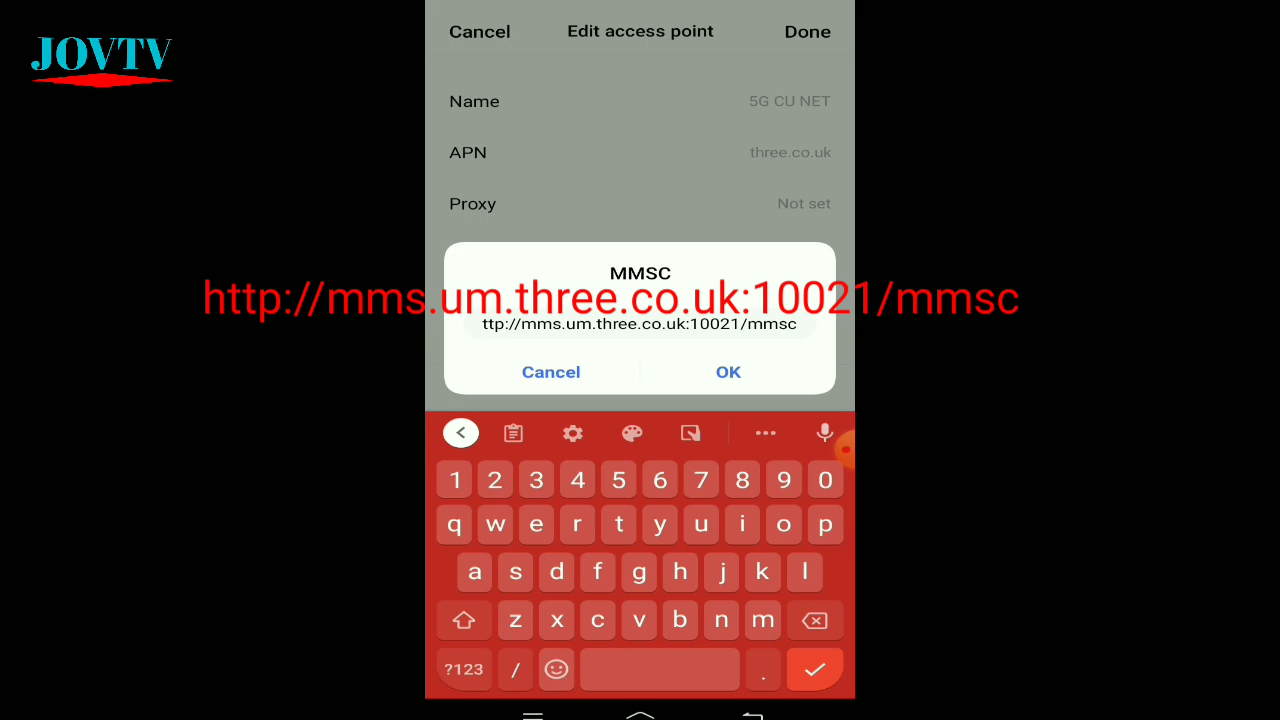 JOVTV
Cancel Edit access point Done
Name 5G CU NET
APN three.co.uk
Proxy Not set
MMSC
http://mms.um.three.co.uk:10021/mmsc
ttp://mms.um.three.co.uk:10021/mmsc
Cancel OK
1 2 3 4 5 6 7 8 9 0
q w e r t y u i o p
a s d f g h j k l
z x c v b n m
?123 / .